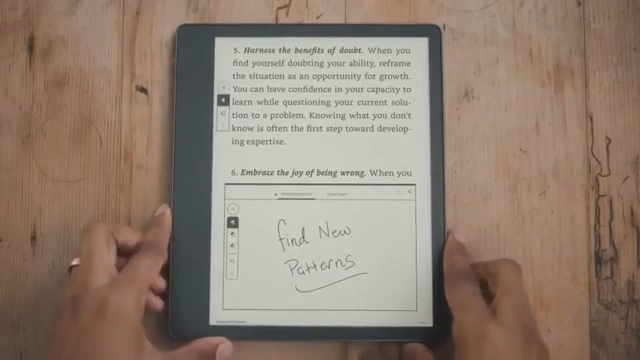 5. Harness the benefits of doubt. When you
find yourself doubting your ability, reframe
the situation as an opportunity for growth.
You can have confidence in your capacity to
learn while questioning your current solu-
tion to a problem. Knowing what you don't
know is often the first step toward develop-
ing expertise.
6. Embrace the joy of being wrong. When you
find New
Patterns